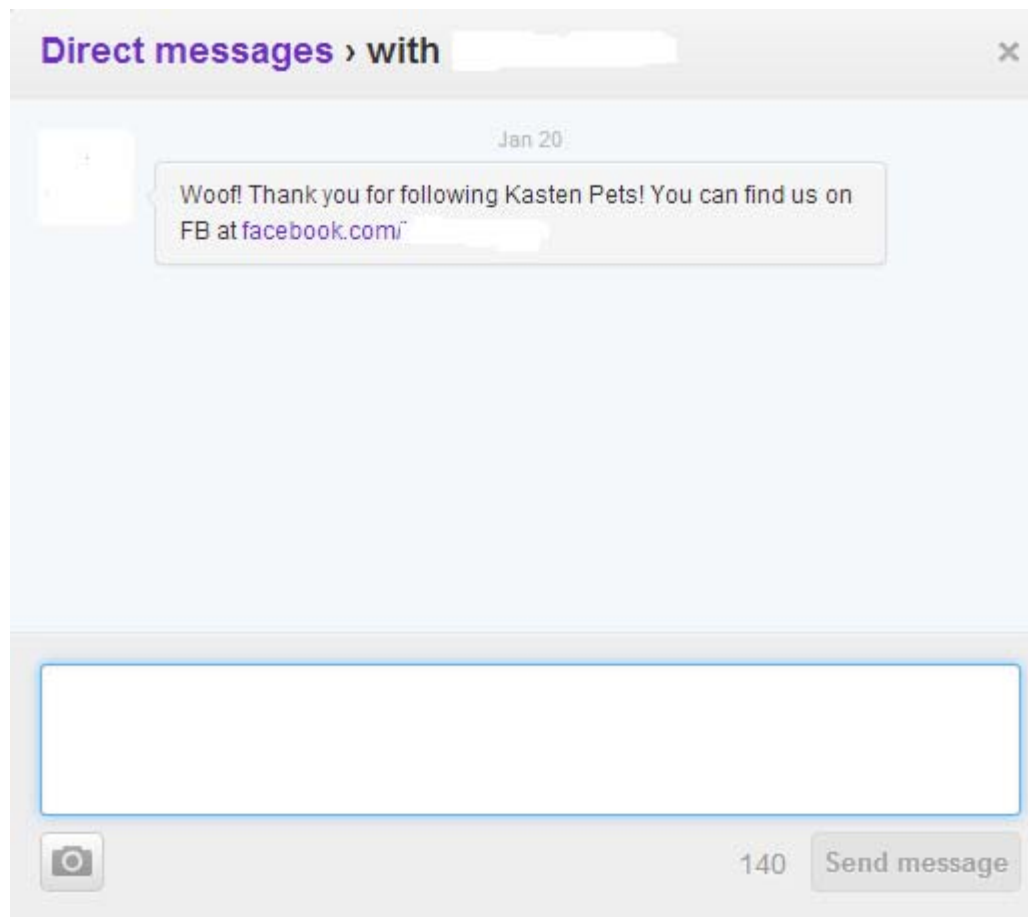 Direct messages › with
×
Jan 20
Woof! Thank you for following Kasten Pets! You can find us on
FB at facebook.com/
140 Send message